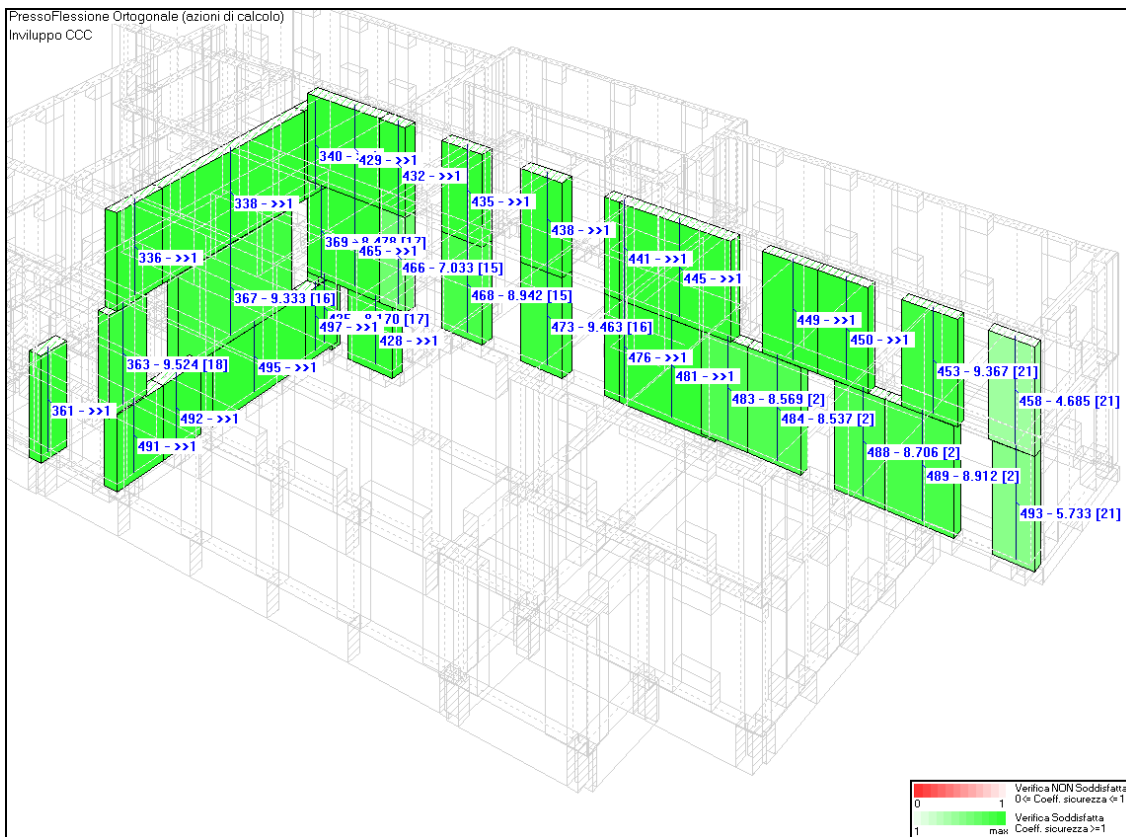 PressoFlessione Ortogonale (azioni di calcolo)
Inviluppo CCC
429 - >>1
432 - >>1
435 - >>1
338 - >>1
438 - >>1
369 - 8.478 [17]
465 - >>1
336 - >>1
441 - >>1
466 - 7.033 [15]
445 - >>1
468 - 8.942 [15]
367 - 9.333 [16]
449 - >>1
8.170 [17]
497 - >>1
473 - 9.463 [16]
428 - >>1
450 - >>1
476 - >>1
363 - 9.524 [18]
495 - >>1
481 - >>1
453 - 9.367 [21]
483 - 8.569 [2]
458 - 4.685 [21]
361 - >>1
484 - 8.537 [2]
492 - >>1
491 - >>1
488 - 8.706 [2]
489 - 8.912 [2]
493 - 5.733 [21]
Verifica NON Soddisfatta
0 <= Coeff. sicurezza <= 1
0 1
Verifica Soddisfatta
Coeff. sicurezza >=1
1 max